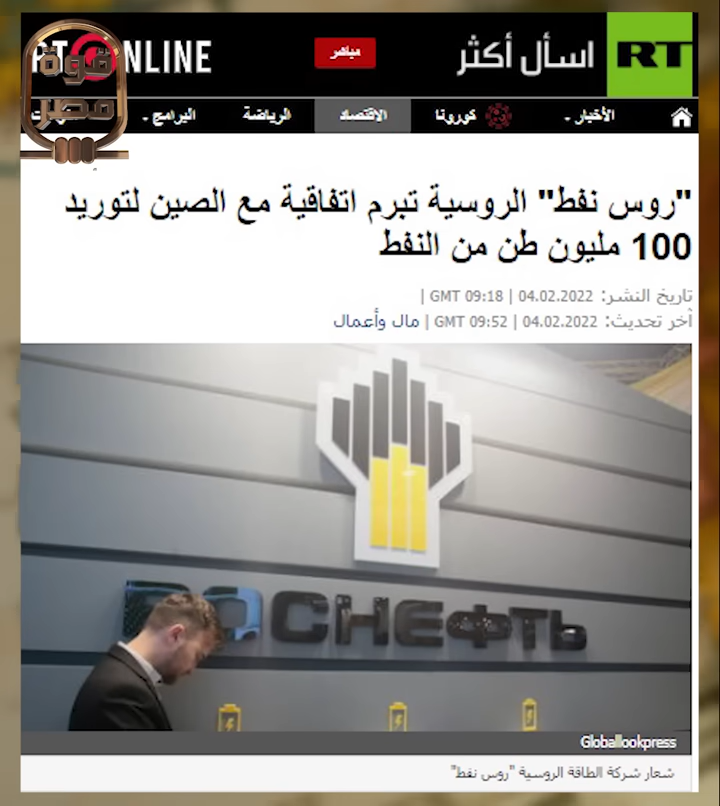 RT اسأل أكثر
مباشر
ONLINE
قوة
مصر
الأخبار
كورونا
الاقتصاد
الرياضة
البرامج
"روس نفط" الروسية تبرم اتفاقية مع الصين لتوريد
100 مليون طن من النفط
تاريخ النشر: 04.02.2022 | 09:18 GMT |
آخر تحديث: 04.02.2022 | 09:52 GMT | مال وأعمال
РОСНЕФТЬ
Globallookpress
شعار شركة الطاقة الروسية "روس نفط"